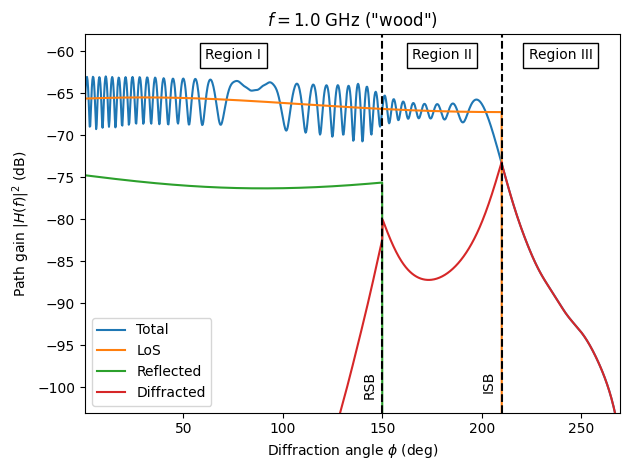 f = 1.0 GHz ("wood")
Region I
Region II
Region III
Path gain |H(f)|² (dB)
−60
−65
−70
−75
−80
−85
−90
−95
−100
Total
LoS
Reflected
Diffracted
RSB
ISB
50
100
150
200
250
Diffraction angle ϕ (deg)